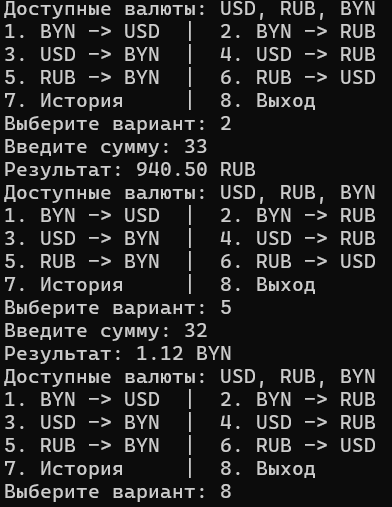 Доступные валюты: USD, RUB, BYN
1. BYN -> USD  |  2. BYN -> RUB
3. USD -> BYN  |  4. USD -> RUB
5. RUB -> BYN  |  6. RUB -> USD
7. История     |  8. Выход
Выберите вариант: 2
Введите сумму: 33
Результат: 940.50 RUB
Доступные валюты: USD, RUB, BYN
1. BYN -> USD  |  2. BYN -> RUB
3. USD -> BYN  |  4. USD -> RUB
5. RUB -> BYN  |  6. RUB -> USD
7. История     |  8. Выход
Выберите вариант: 5
Введите сумму: 32
Результат: 1.12 BYN
Доступные валюты: USD, RUB, BYN
1. BYN -> USD  |  2. BYN -> RUB
3. USD -> BYN  |  4. USD -> RUB
5. RUB -> BYN  |  6. RUB -> USD
7. История     |  8. Выход
Выберите вариант: 8